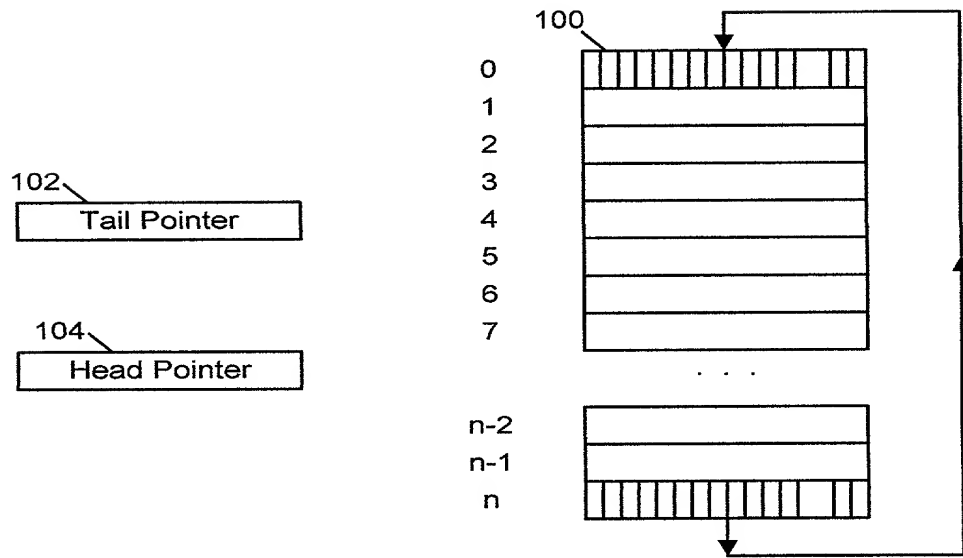 100
0
1
2
3
4
5
6
7
. . .
n-2
n-1
n
102
Tail Pointer
104
Head Pointer